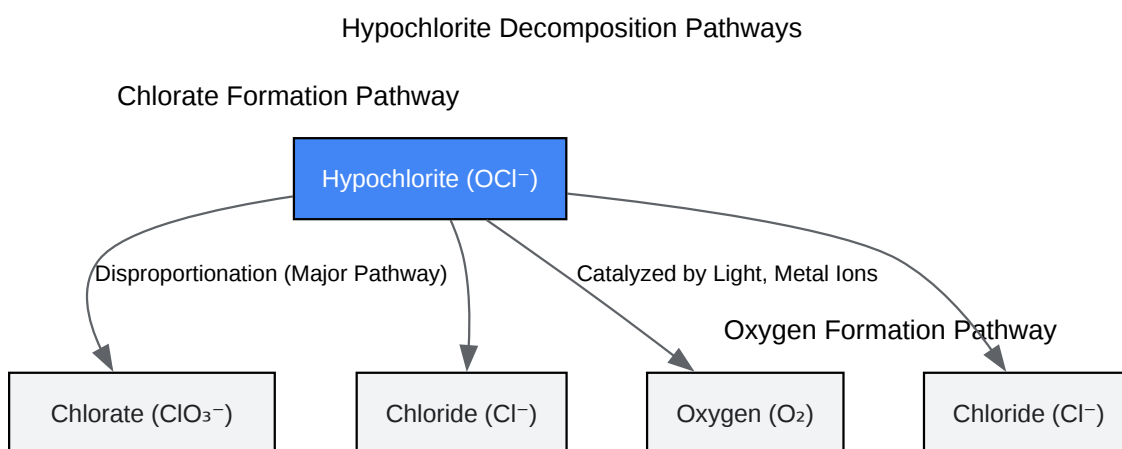 Hypochlorite Decomposition Pathways
Chlorate Formation Pathway
Hypochlorite (OCl⁻)
Disproportionation (Major Pathway)
Catalyzed by Light, Metal Ions
Oxygen Formation Pathway
Chlorate (ClO₃⁻)
Chloride (Cl⁻)
Oxygen (O₂)
Chloride (Cl⁻)